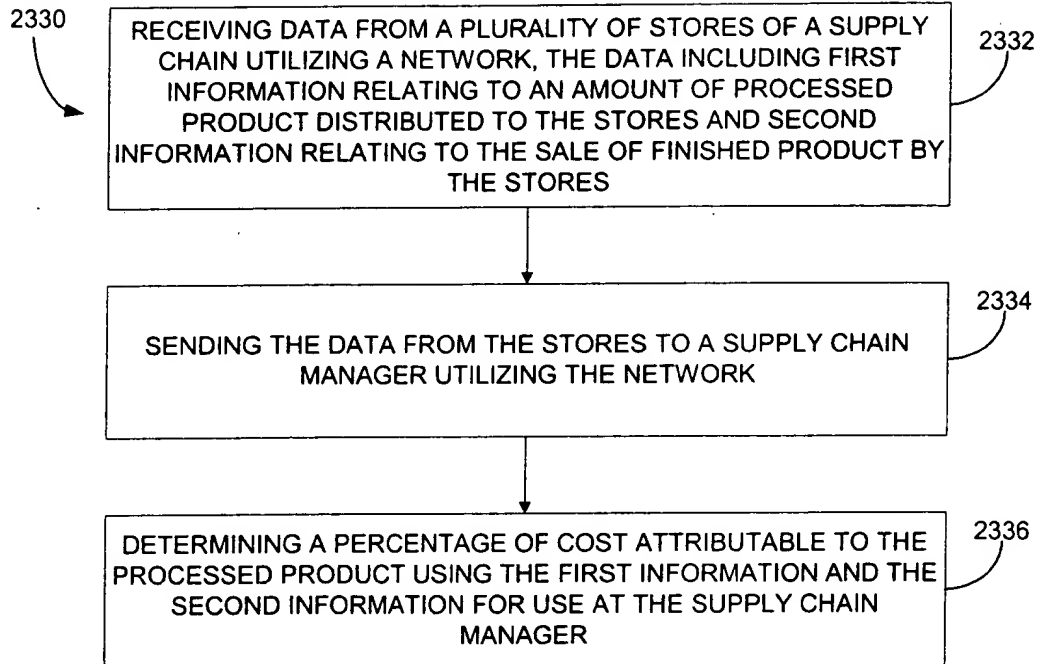 2330
RECEIVING DATA FROM A PLURALITY OF STORES OF A SUPPLY
CHAIN UTILIZING A NETWORK, THE DATA INCLUDING FIRST
INFORMATION RELATING TO AN AMOUNT OF PROCESSED
PRODUCT DISTRIBUTED TO THE STORES AND SECOND
INFORMATION RELATING TO THE SALE OF FINISHED PRODUCT BY
THE STORES
2332
SENDING THE DATA FROM THE STORES TO A SUPPLY CHAIN
MANAGER UTILIZING THE NETWORK
2334
DETERMINING A PERCENTAGE OF COST ATTRIBUTABLE TO THE
PROCESSED PRODUCT USING THE FIRST INFORMATION AND THE
SECOND INFORMATION FOR USE AT THE SUPPLY CHAIN
MANAGER
2336